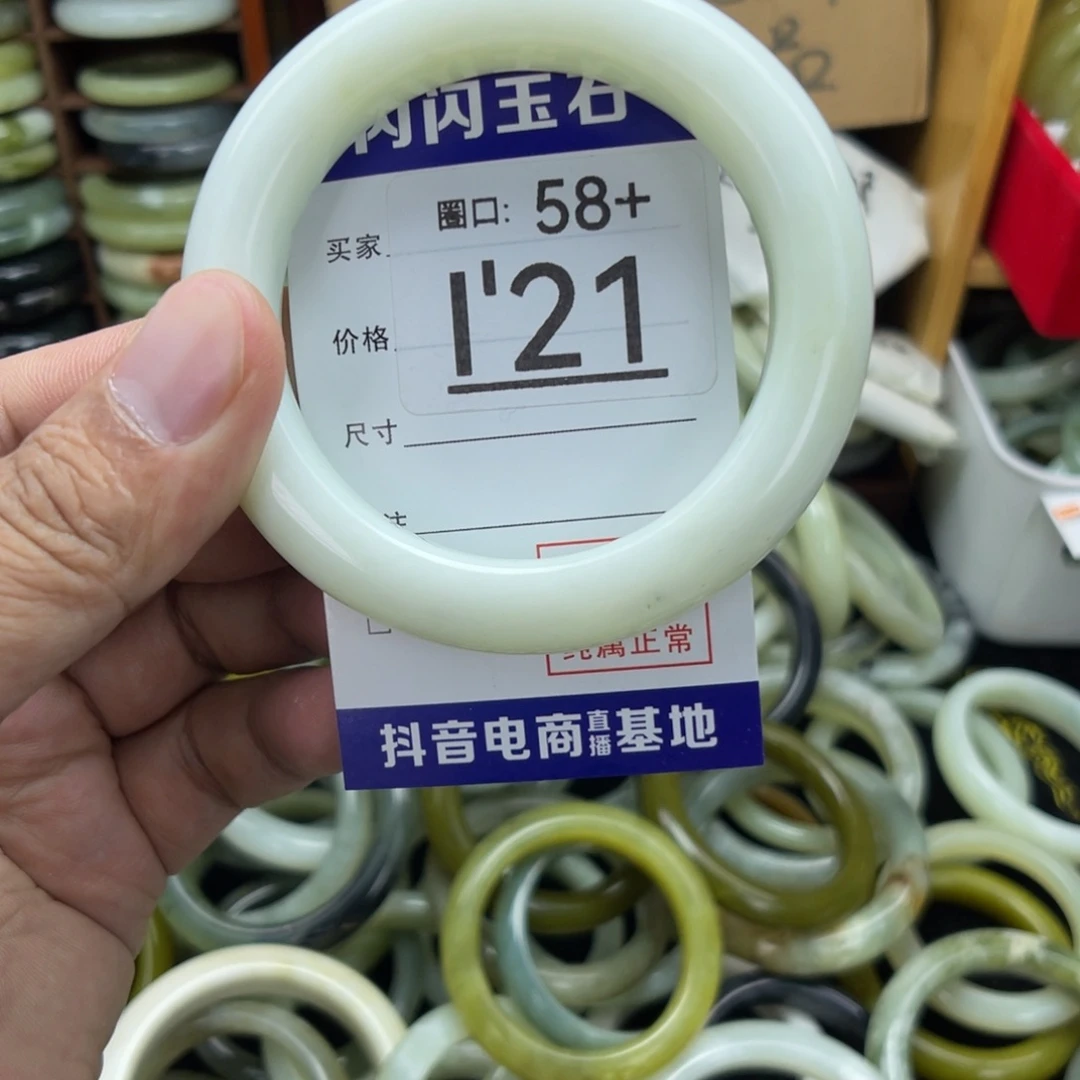 闪闪玉石
圈口: 58+
买家
1'21
价格
尺寸
纯属正常
抖音电商直播基地